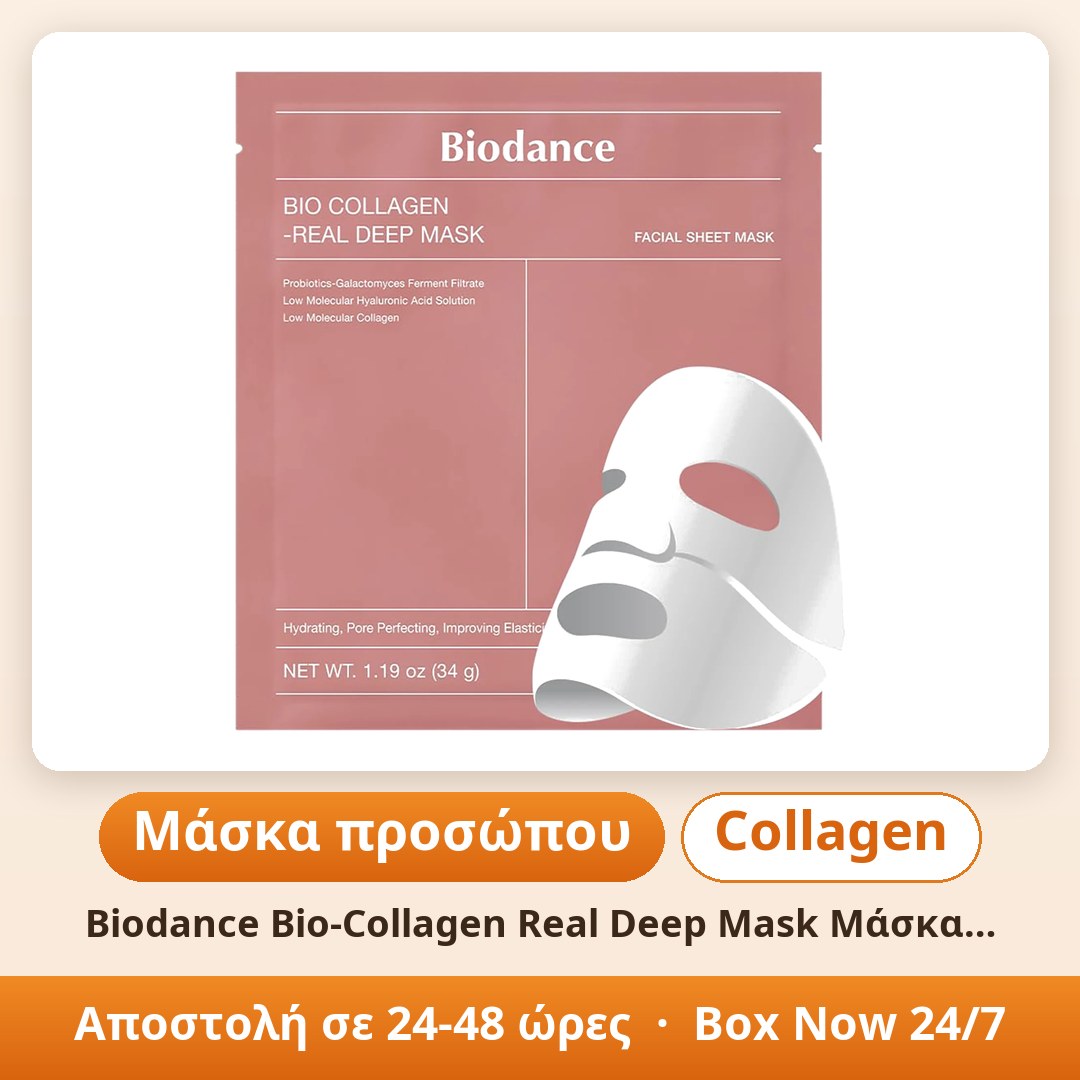 Biodance
BIO COLLAGEN
-REAL DEEP MASK
FACIAL SHEET MASK
Probiotics-Galactomyces Ferment Filtrate
Low Molecular Hyaluronic Acid Solution
Low Molecular Collagen
Hydrating, Pore Perfecting, Improving Elastici
NET WT. 1.19 oz (34 g)
Μάσκα προσώπου
Collagen
Biodance Bio-Collagen Real Deep Mask Μάσκα...
Αποστολή σε 24-48 ώρες · Box Now 24/7